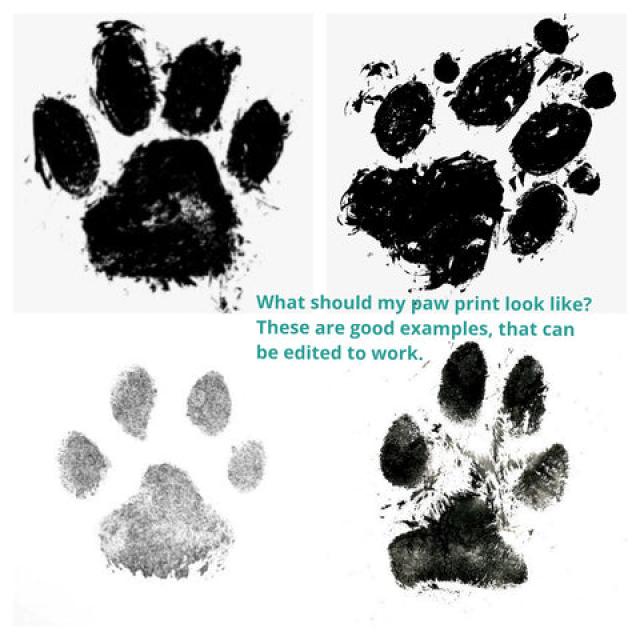 What should my paw print look like?
These are good examples, that can
be edited to work.